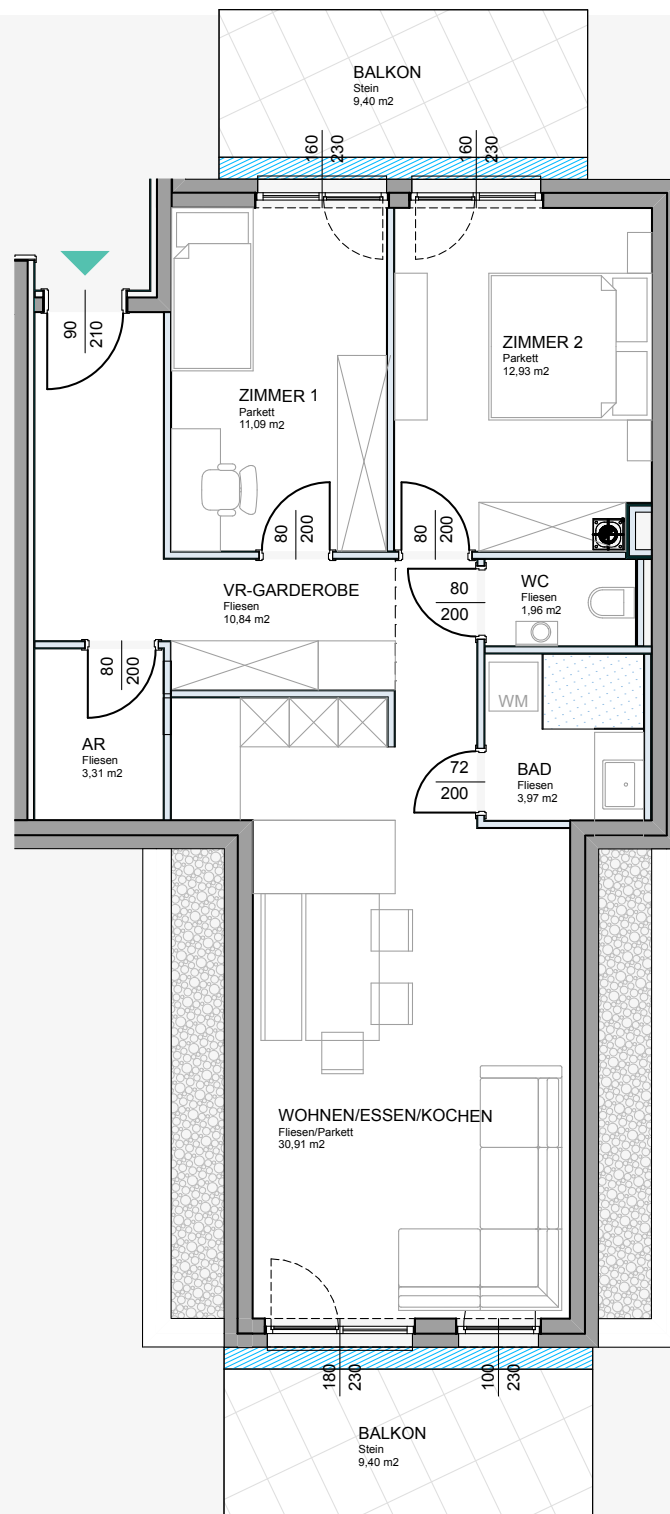 BALKON
Stein
9,40 m2
160
230
160
230
90
210
ZIMMER 1
Parkett
11,09 m2
ZIMMER 2
Parkett
12,93 m2
80
200
80
200
VR-GARDEROBE
Fliesen
10,84 m2
80
200
WC
Fliesen
1,96 m2
80
200
WM
AR
Fliesen
3,31 m2
72
200
BAD
Fliesen
3,97 m2
WOHNEN/ESSEN/KOCHEN
Fliesen/Parkett
30,91 m2
180
230
100
230
BALKON
Stein
9,40 m2